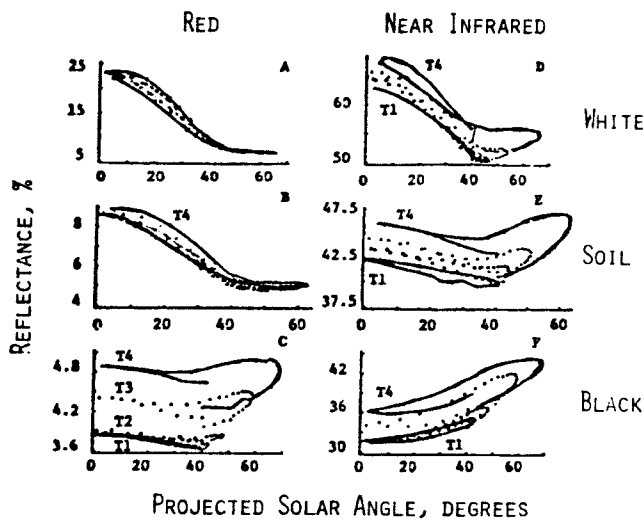 RED
NEAR INFRARED
A
25
15
5
0 20 40 60
D
T4
T1
60
50
0 20 40 60
WHITE
B
T4
8
6
4
0 20 40 60
E
47.5
T4
42.5
T1
37.5
0 20 40 60
SOIL
C
4.8
T4
T3
4.2
T2
T1
3.6
0 20 40 60
F
42
T4
36
T1
30
0 20 40 60
BLACK
REFLECTANCE, %
PROJECTED SOLAR ANGLE, DEGREES